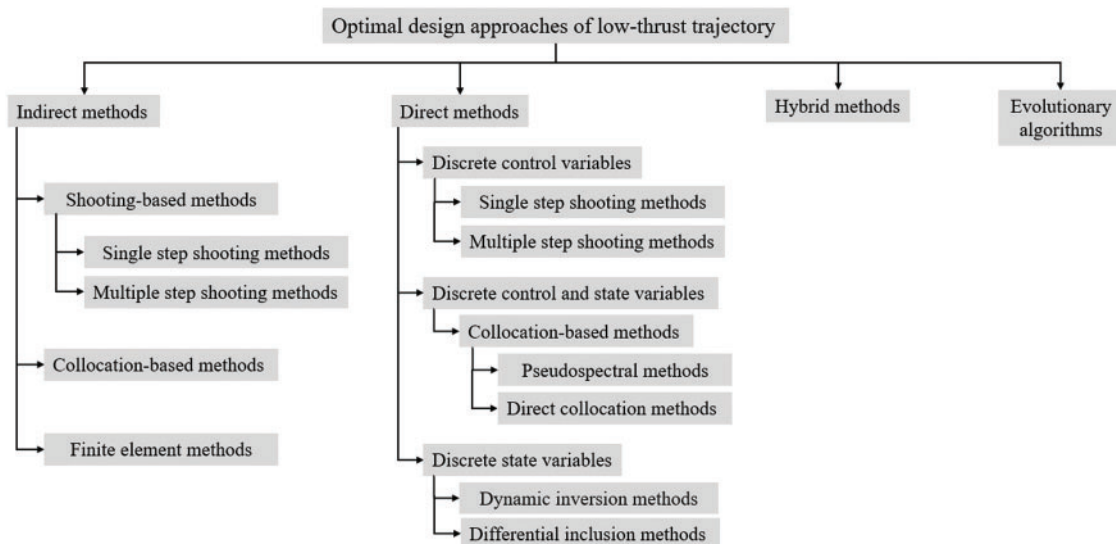 Optimal design approaches of low-thrust trajectory
Indirect methods
Shooting-based methods
Single step shooting methods
Multiple step shooting methods
Collocation-based methods
Finite element methods
Direct methods
Discrete control variables
Single step shooting methods
Multiple step shooting methods
Discrete control and state variables
Collocation-based methods
Pseudospectral methods
Direct collocation methods
Discrete state variables
Dynamic inversion methods
Differential inclusion methods
Hybrid methods
Evolutionary
algorithms